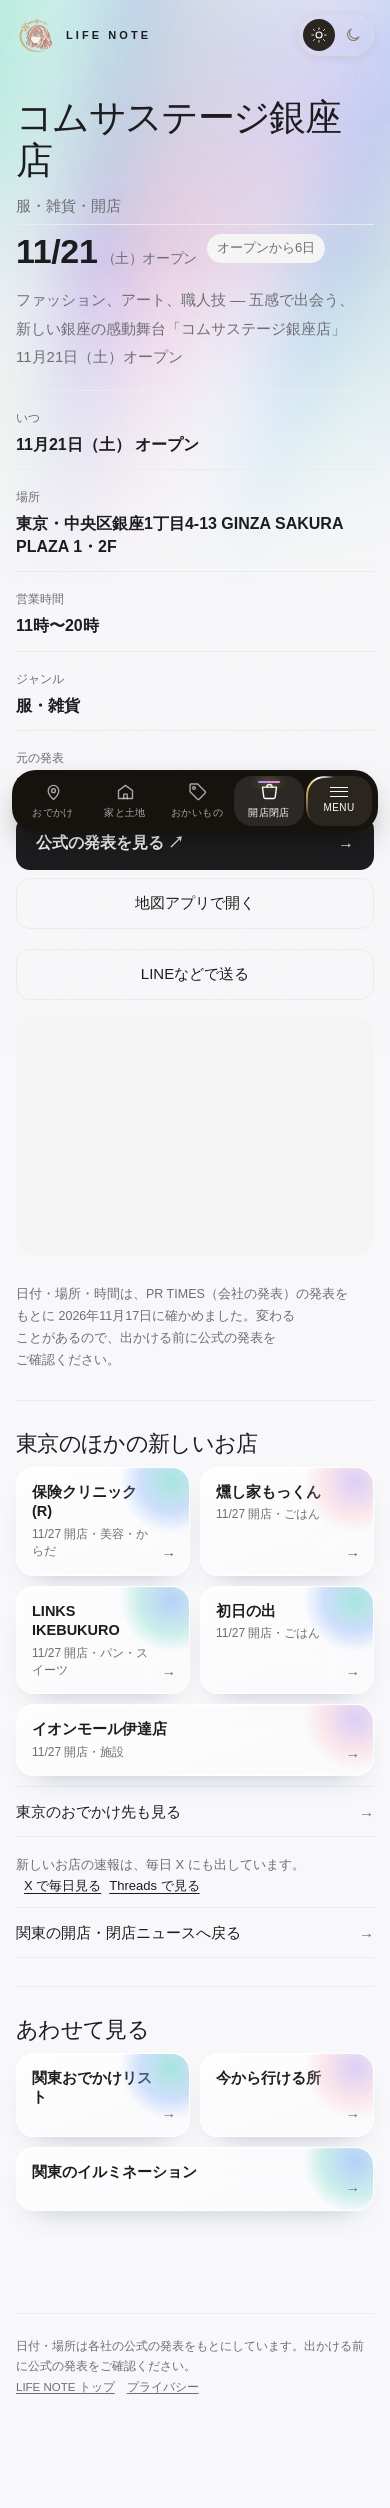 LIFE NOTE
コムサステージ銀座
店
服・雑貨・開店
11/21 （土）オープン オープンから6日
ファッション、アート、職人技 — 五感で出会う、
新しい銀座の感動舞台「コムサステージ銀座店」
11月21日（土）オープン
いつ
11月21日（土） オープン
場所
東京・中央区銀座1丁目4-13 GINZA SAKURA
PLAZA 1・2F
営業時間
11時〜20時
ジャンル
服・雑貨
元の発表
おでかけ 家と土地 おかいもの 開店閉店 MENU
公式の発表を見る ↗ →
地図アプリで開く
LINEなどで送る
日付・場所・時間は、PR TIMES（会社の発表）の発表を
もとに 2026年11月17日に確かめました。変わる
ことがあるので、出かける前に公式の発表を
ご確認ください。
東京のほかの新しいお店
保険クリニック
(R)
11/27 開店・美容・か
らだ →
燻し家もっくん
11/27 開店・ごはん
→
LINKS
IKEBUKURO
11/27 開店・パン・ス
イーツ →
初日の出
11/27 開店・ごはん
→
イオンモール伊達店
11/27 開店・施設 →
東京のおでかけ先も見る →
新しいお店の速報は、毎日 X にも出しています。
X で毎日見る Threads で見る
関東の開店・閉店ニュースへ戻る →
あわせて見る
関東おでかけリス
ト →
今から行ける所
→
関東のイルミネーション
→
日付・場所は各社の公式の発表をもとにしています。出かける前
に公式の発表をご確認ください。
LIFE NOTE トップ プライバシー